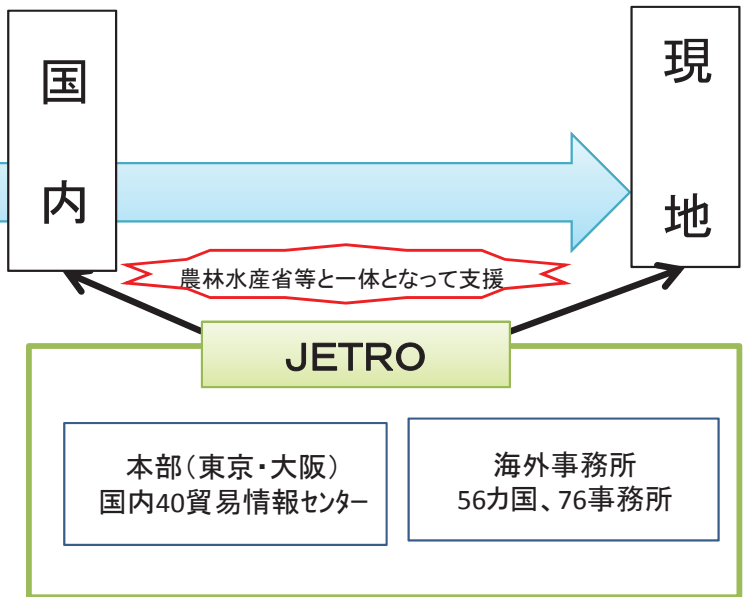 国内
現地
農林水産省等と一体となって支援
JETRO
本部（東京・大阪）
国内40貿易情報センター
海外事務所
56カ国、76事務所